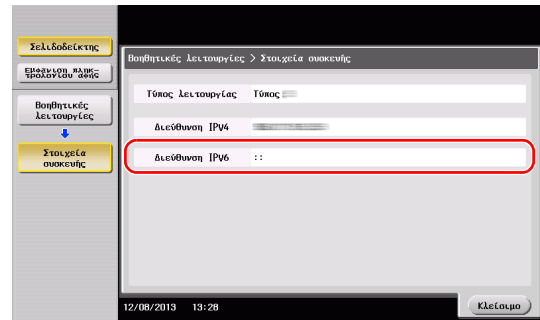 Σελιδοδείκτης
Εμφάνιση πληκ-
τρολογίου αφής
Βοηθητικές
λειτουργίες
Στοιχεία
συσκευής
Βοηθητικές λειτουργίες > Στοιχεία συσκευής
Τύπος λειτουργίας Τύπος
Διεύθυνση IPv4
Διεύθυνση IPv6 ::
12/08/2013 13:28
Κλείσιμο